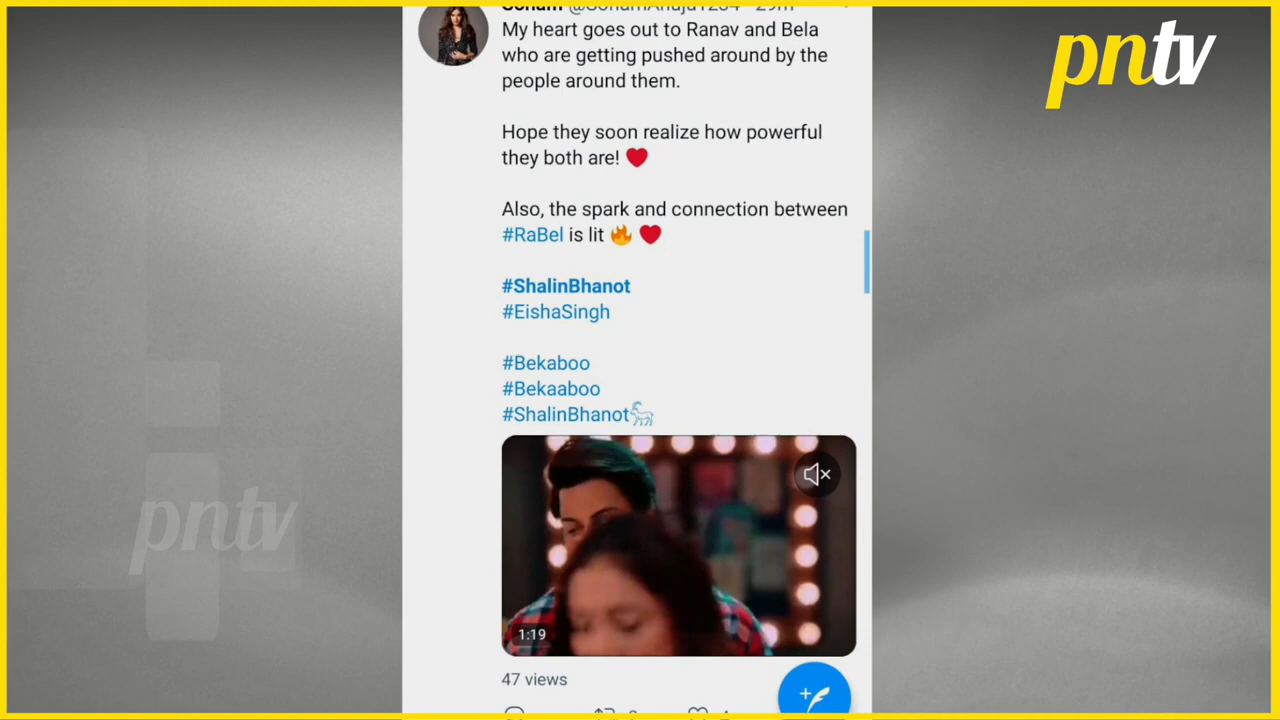 pntv
My heart goes out to Ranav and Bela
who are getting pushed around by the
people around them.
Hope they soon realize how powerful
they both are! ❤️
Also, the spark and connection between
#RaBel is lit 🔥 ❤️
#ShalinBhanot
#EishaSingh
#Bekaboo
#Bekaaboo
#ShalinBhanot🐐
1:19
47 views
pntv